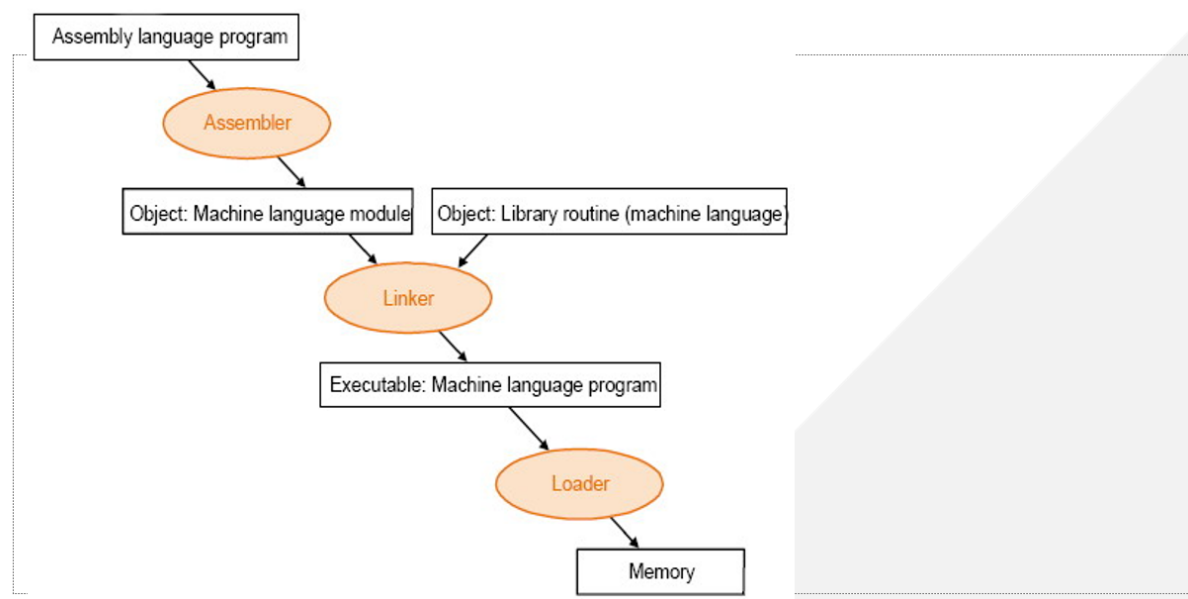 Assembly language program
Assembler
Object: Machine language module
Object: Library routine (machine language)
Linker
Executable: Machine language program
Loader
Memory